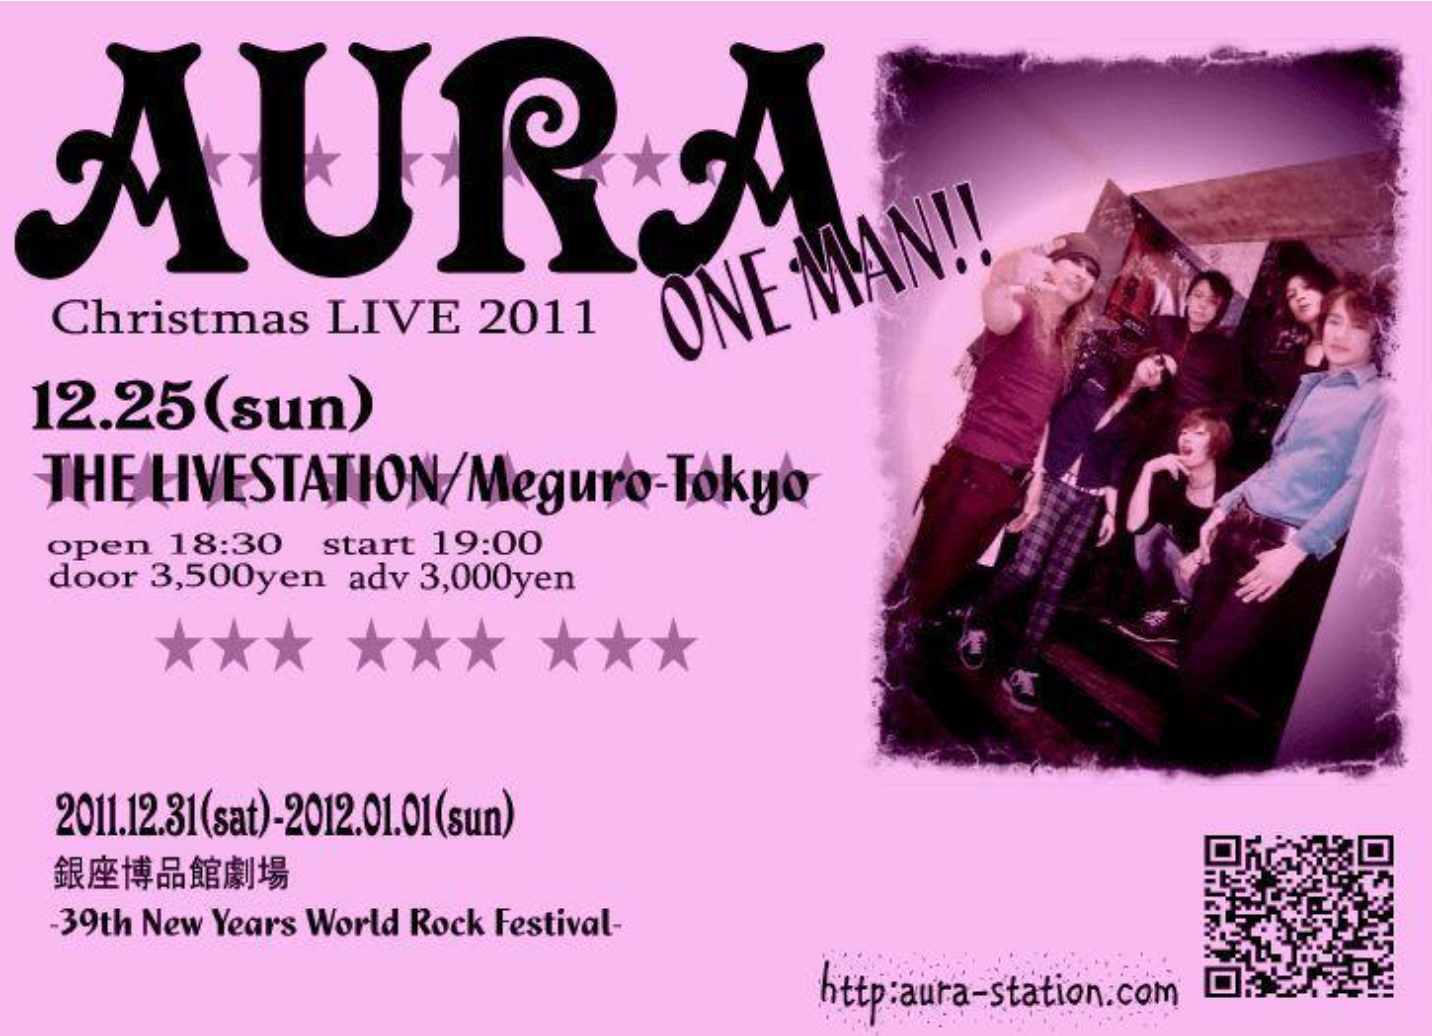 AURA
ONE MAN!!
Christmas LIVE 2011
12.25(sun)
THE LIVESTATION/Meguro-Tokyo
open 18:30 start 19:00
door 3,500yen adv 3,000yen
2011.12.31(sat)-2012.01.01(sun)
銀座博品館劇場
-39th New Years World Rock Festival-
http:aura-station.com